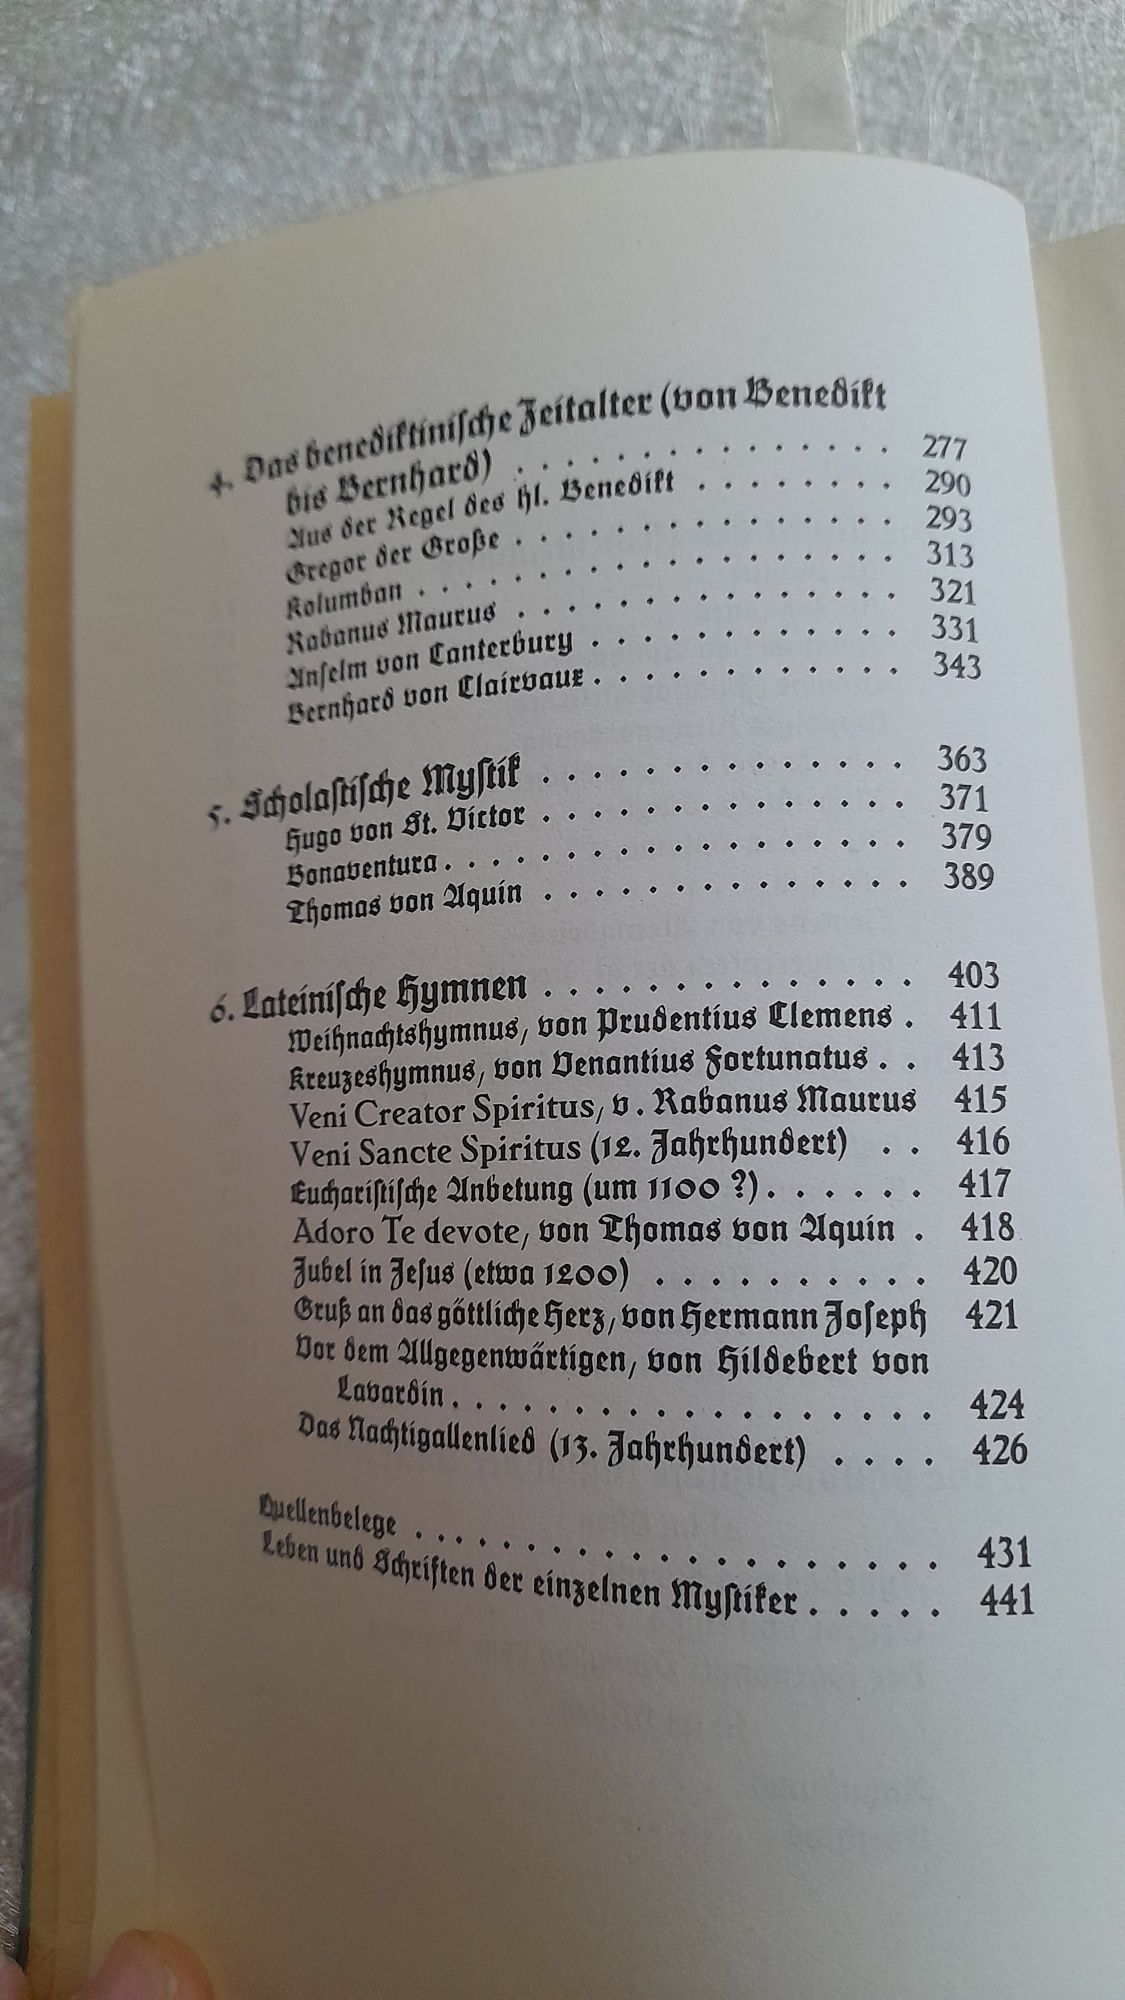 4. Das benediktinische Zeitalter (von Benedikt
bis Bernhard) . . . . . . . . . . . . . . . 277
Aus der Regel des hl. Benedikt . . . . . . . . 290
Gregor der Große . . . . . . . . . . . . . . . 293
Kolumban . . . . . . . . . . . . . . . . . . . 313
Rabanus Maurus . . . . . . . . . . . . . . . 321
Anselm von Canterbury . . . . . . . . . . . . 331
Bernhard von Clairvaux . . . . . . . . . . . . 343
5. Scholastische Mystik . . . . . . . . . . . . . . 363
Hugo von St. Victor . . . . . . . . . . . . . . 371
Bonaventura . . . . . . . . . . . . . . . . . . 379
Thomas von Aquin . . . . . . . . . . . . . . 389
6. Lateinische Hymnen . . . . . . . . . . . . . . 403
Weihnachtshymnus, von Prudentius Clemens . 411
Kreuzeshymnus, von Venantius Fortunatus . . 413
Veni Creator Spiritus, v. Rabanus Maurus 415
Veni Sancte Spiritus (12. Jahrhundert) . . 416
Eucharistische Anbetung (um 1100 ?) . . . . . . 417
Adoro Te devote, von Thomas von Aquin . 418
Jubel in Jesus (etwa 1200) . . . . . . . . . . 420
Gruß an das göttliche Herz, von Hermann Joseph 421
Vor dem Allgegenwärtigen, von Hildebert von
Lavardin . . . . . . . . . . . . . . . . . . 424
Das Nachtigallenlied (13. Jahrhundert) . . . . 426
Quellenbelege . . . . . . . . . . . . . . . . . . . 431
Leben und Schriften der einzelnen Mystiker . . . . . 441